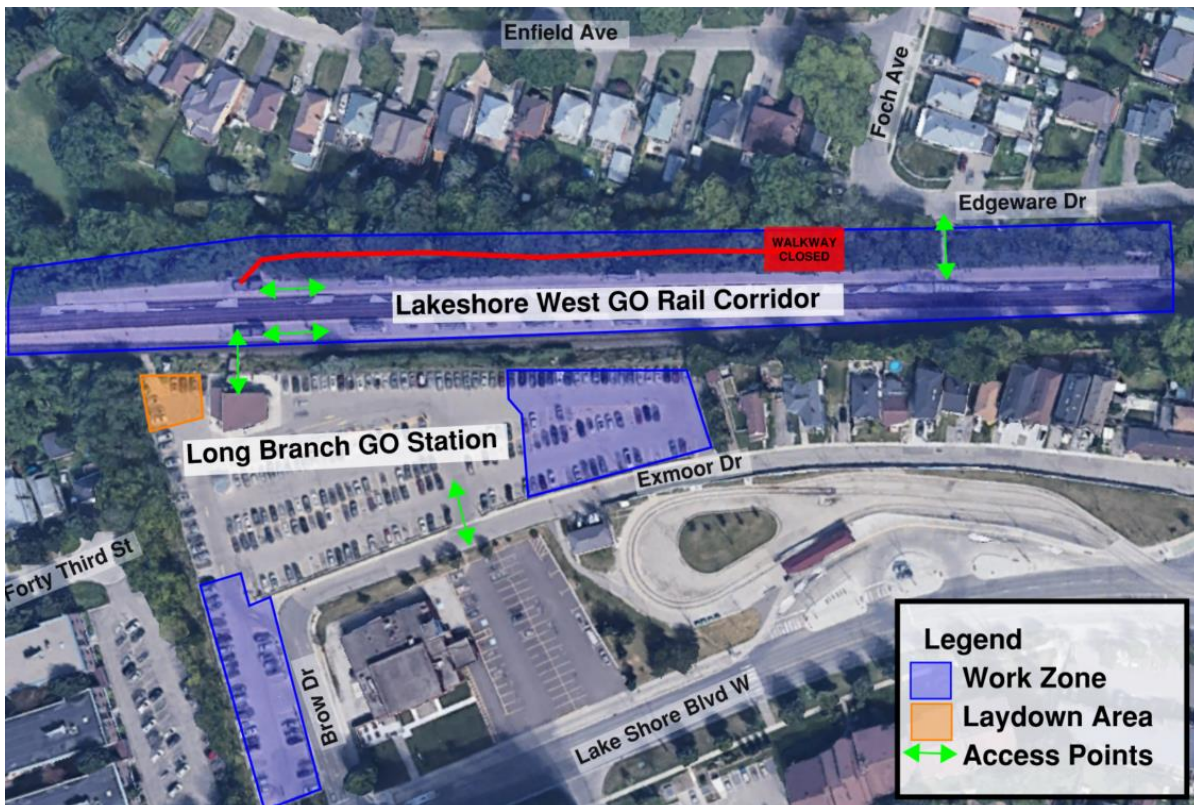 Enfield Ave
Foch Ave
Edgeware Dr
WALKWAY
CLOSED
Lakeshore West GO Rail Corridor
Long Branch GO Station
Exmoor Dr
Forty Third St
Brow Dr
Lake Shore Blvd W
Legend
Work Zone
Laydown Area
Access Points